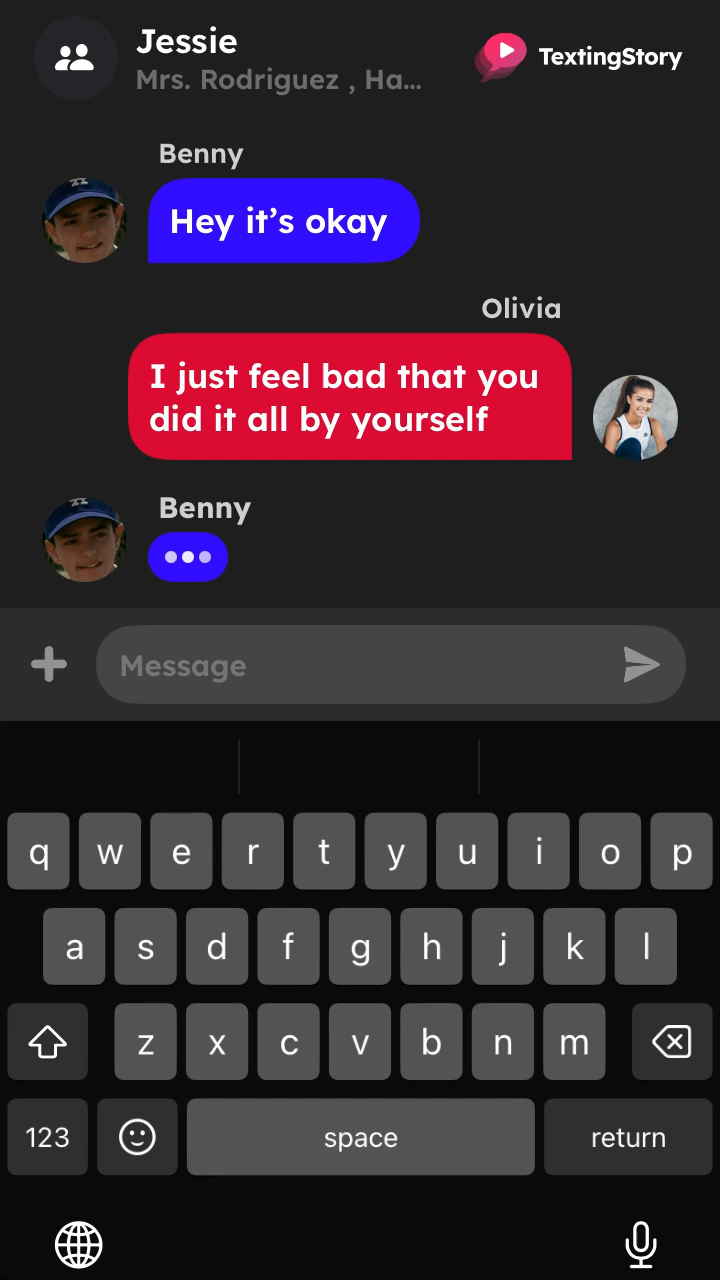 Jessie
Mrs. Rodriguez , Ha...
TextingStory
Benny
Hey it’s okay
Olivia
I just feel bad that you
did it all by yourself
Benny
Message
q w e r t y u i o p
a s d f g h j k l
z x c v b n m
123 space return